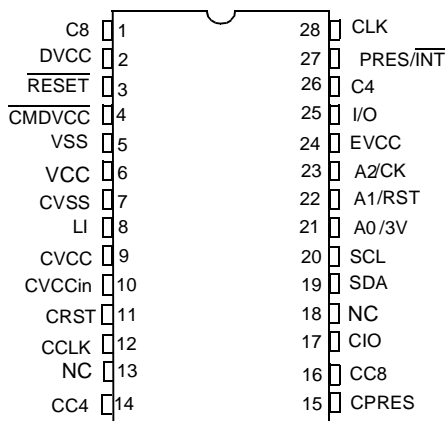 C8 1 28 CLK
DVCC 2 27 PRES/INT
RESET 3 26 C4
CMDVCC 4 25 I/O
VSS 5 24 EVCC
VCC 6 23 A2/CK
CVSS 7 22 A1/RST
LI 8 21 A0/3V
CVCC 9 20 SCL
CVCCin 10 19 SDA
CRST 11 18 NC
CCLK 12 17 CIO
NC 13 16 CC8
CC4 14 15 CPRES